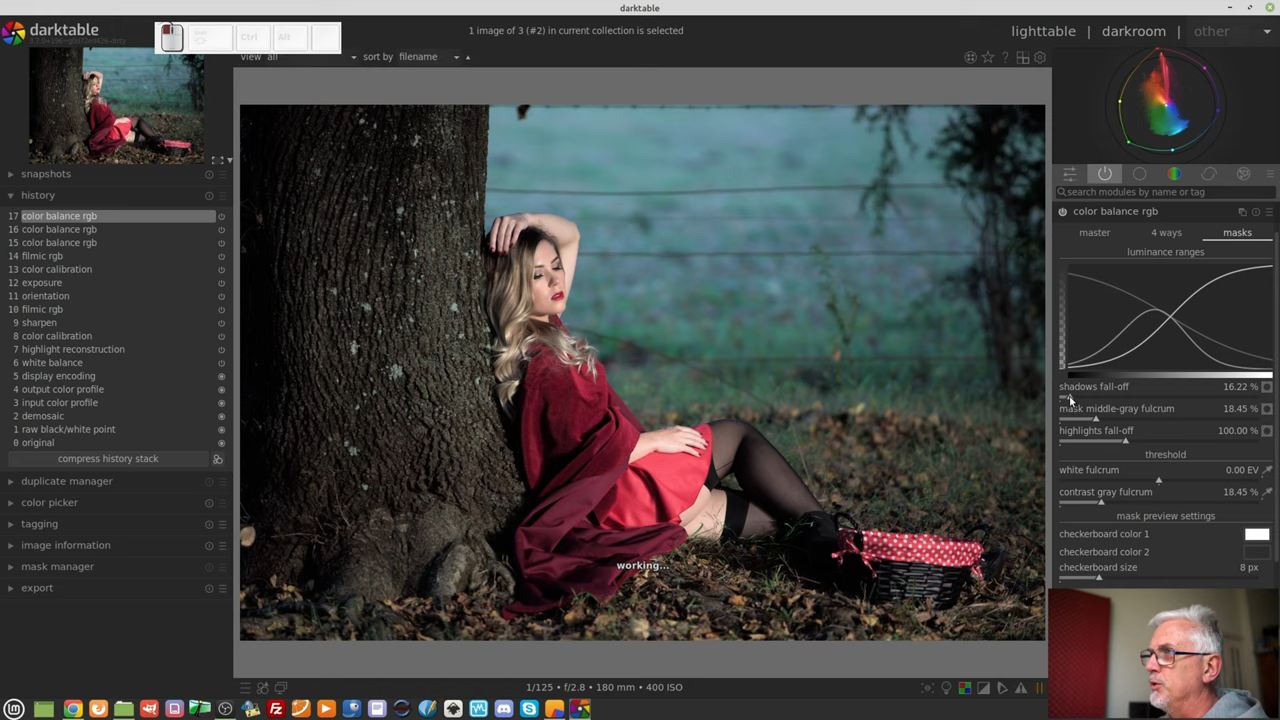 darktable
darktable
Ctrl
Alt
1 image of 3 (#2) in current collection is selected
lighttable | darkroom | other
view all
sort by filename
snapshots
history
17 color balance rgb
16 color balance rgb
15 color balance rgb
14 filmic rgb
13 color calibration
12 exposure
11 orientation
10 filmic rgb
9 sharpen
8 color calibration
7 highlight reconstruction
6 white balance
5 display encoding
4 output color profile
3 input color profile
2 demosaic
1 raw black/white point
0 original
compress history stack
duplicate manager
color picker
tagging
image information
mask manager
export
working...
1/125 • f/2.8 • 180 mm • 400 ISO
search modules by name or tag
color balance rgb
master 4 ways masks
luminance ranges
shadows fall-off 16.22 %
mask middle-gray fulcrum 18.45 %
highlights fall-off 100.00 %
threshold
white fulcrum 0.00 EV
contrast gray fulcrum 18.45 %
mask preview settings
checkerboard color 1
checkerboard color 2
checkerboard size 8 px